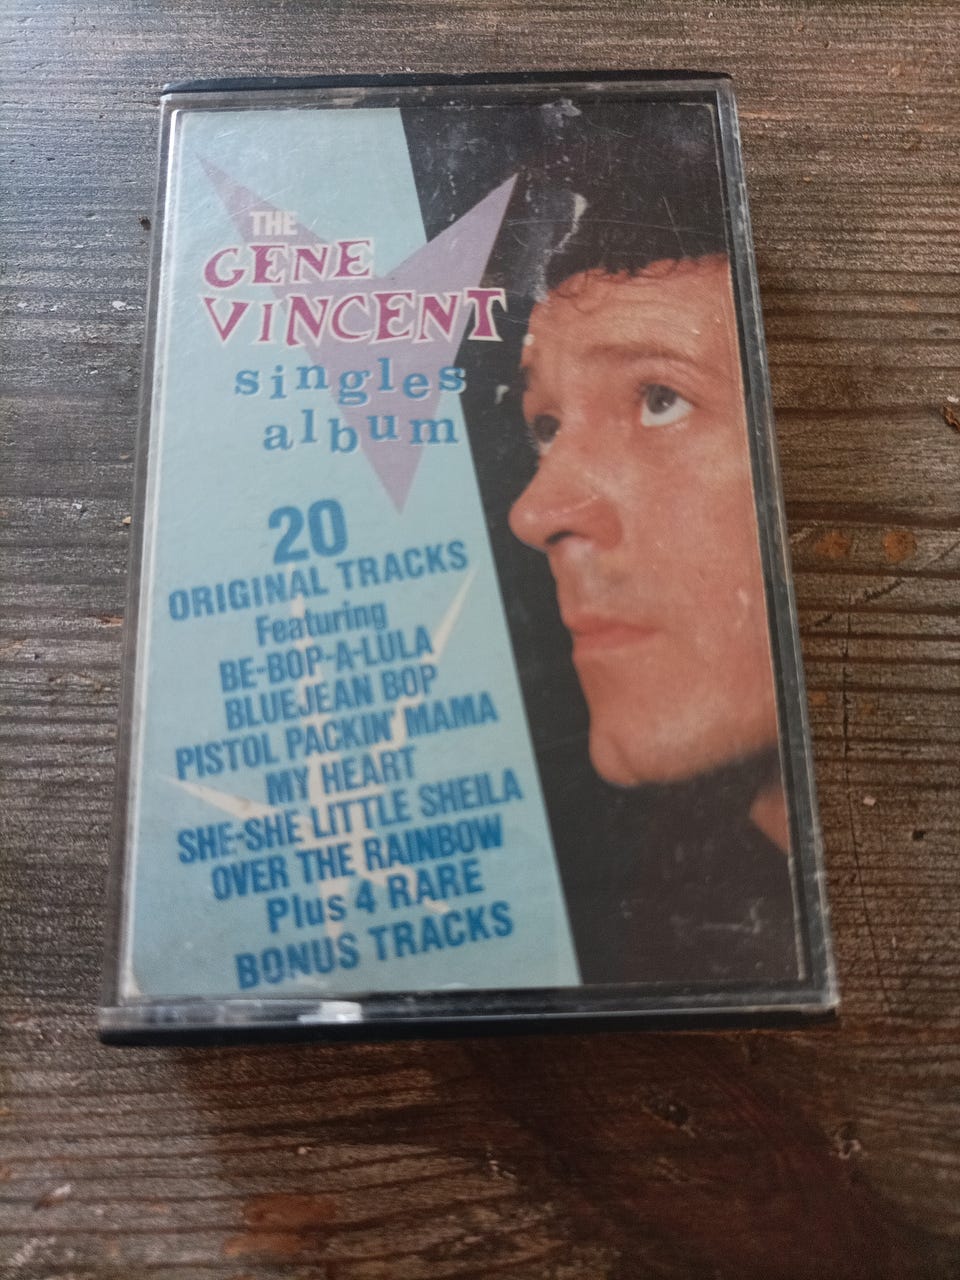 THE
GENE
VINCENT
singles
album
20
ORIGINAL TRACKS
Featuring
BE-BOP-A-LULA
BLUEJEAN BOP
PISTOL PACKIN' MAMA
MY HEART
SHE-SHE LITTLE SHEILA
OVER THE RAINBOW
Plus 4 RARE
BONUS TRACKS